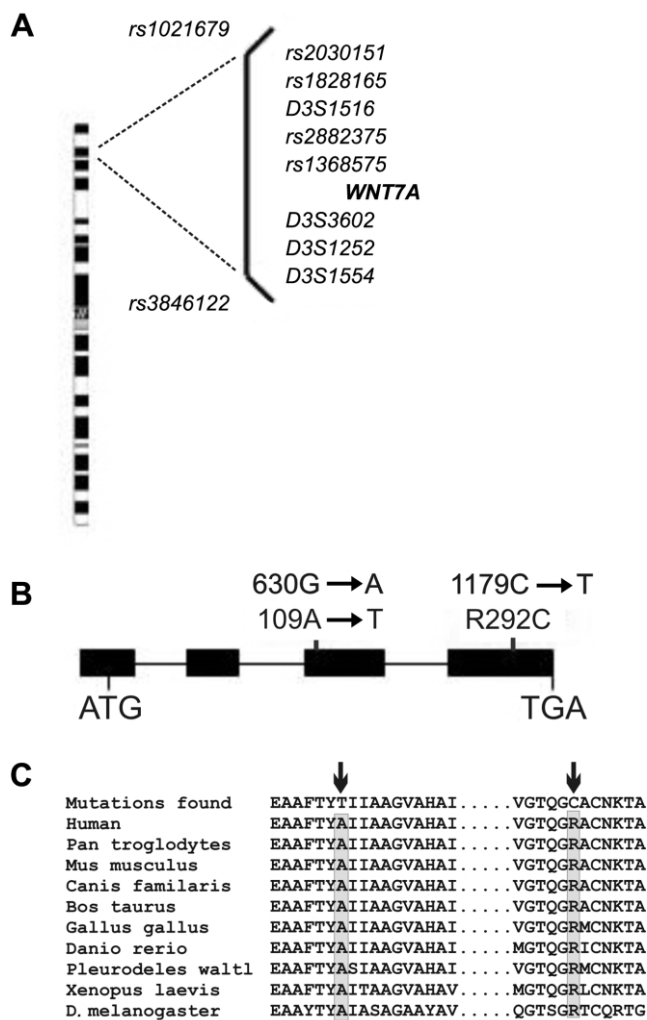 A
rs1021679
rs2030151
rs1828165
D3S1516
rs2882375
rs1368575
WNT7A
D3S3602
D3S1252
D3S1554
rs3846122
B
630G → A 1179C → T
109A → T R292C
ATG TGA
C
Mutations found EAAFTYTIIAAGVAHAI.....VGTQGCACNKTA
Human EAAFTYAIIAAGVAHAI.....VGTQGRACNKTA
Pan troglodytes EAAFTYAIIAAGVAHAI.....VGTQGRACNKTA
Mus musculus EAAFTYAIIAAGVAHAI.....VGTQGRACNKTA
Canis familaris EAAFTYAIIAAGVAHAI.....VGTQGRACNKTA
Bos taurus EAAFTYAIIAAGVAHAI.....VGTQGRACNKTA
Gallus gallus EAAFTYAIIAAGVAHAI.....VGTQGRMCNKTA
Danio rerio EAAFTYAIIAAGVAHAI.....MGTQGRICNKTA
Pleurodeles waltl EAAFTYASIAAGVAHAI.....VGTQGRMCNKTA
Xenopus laevis EAAFTYAITAAGVAHAV.....MGTQGRLCNKTA
D. melanogaster EAAYTYAIASAGAAYAV.....QGTSGRTCQRTG